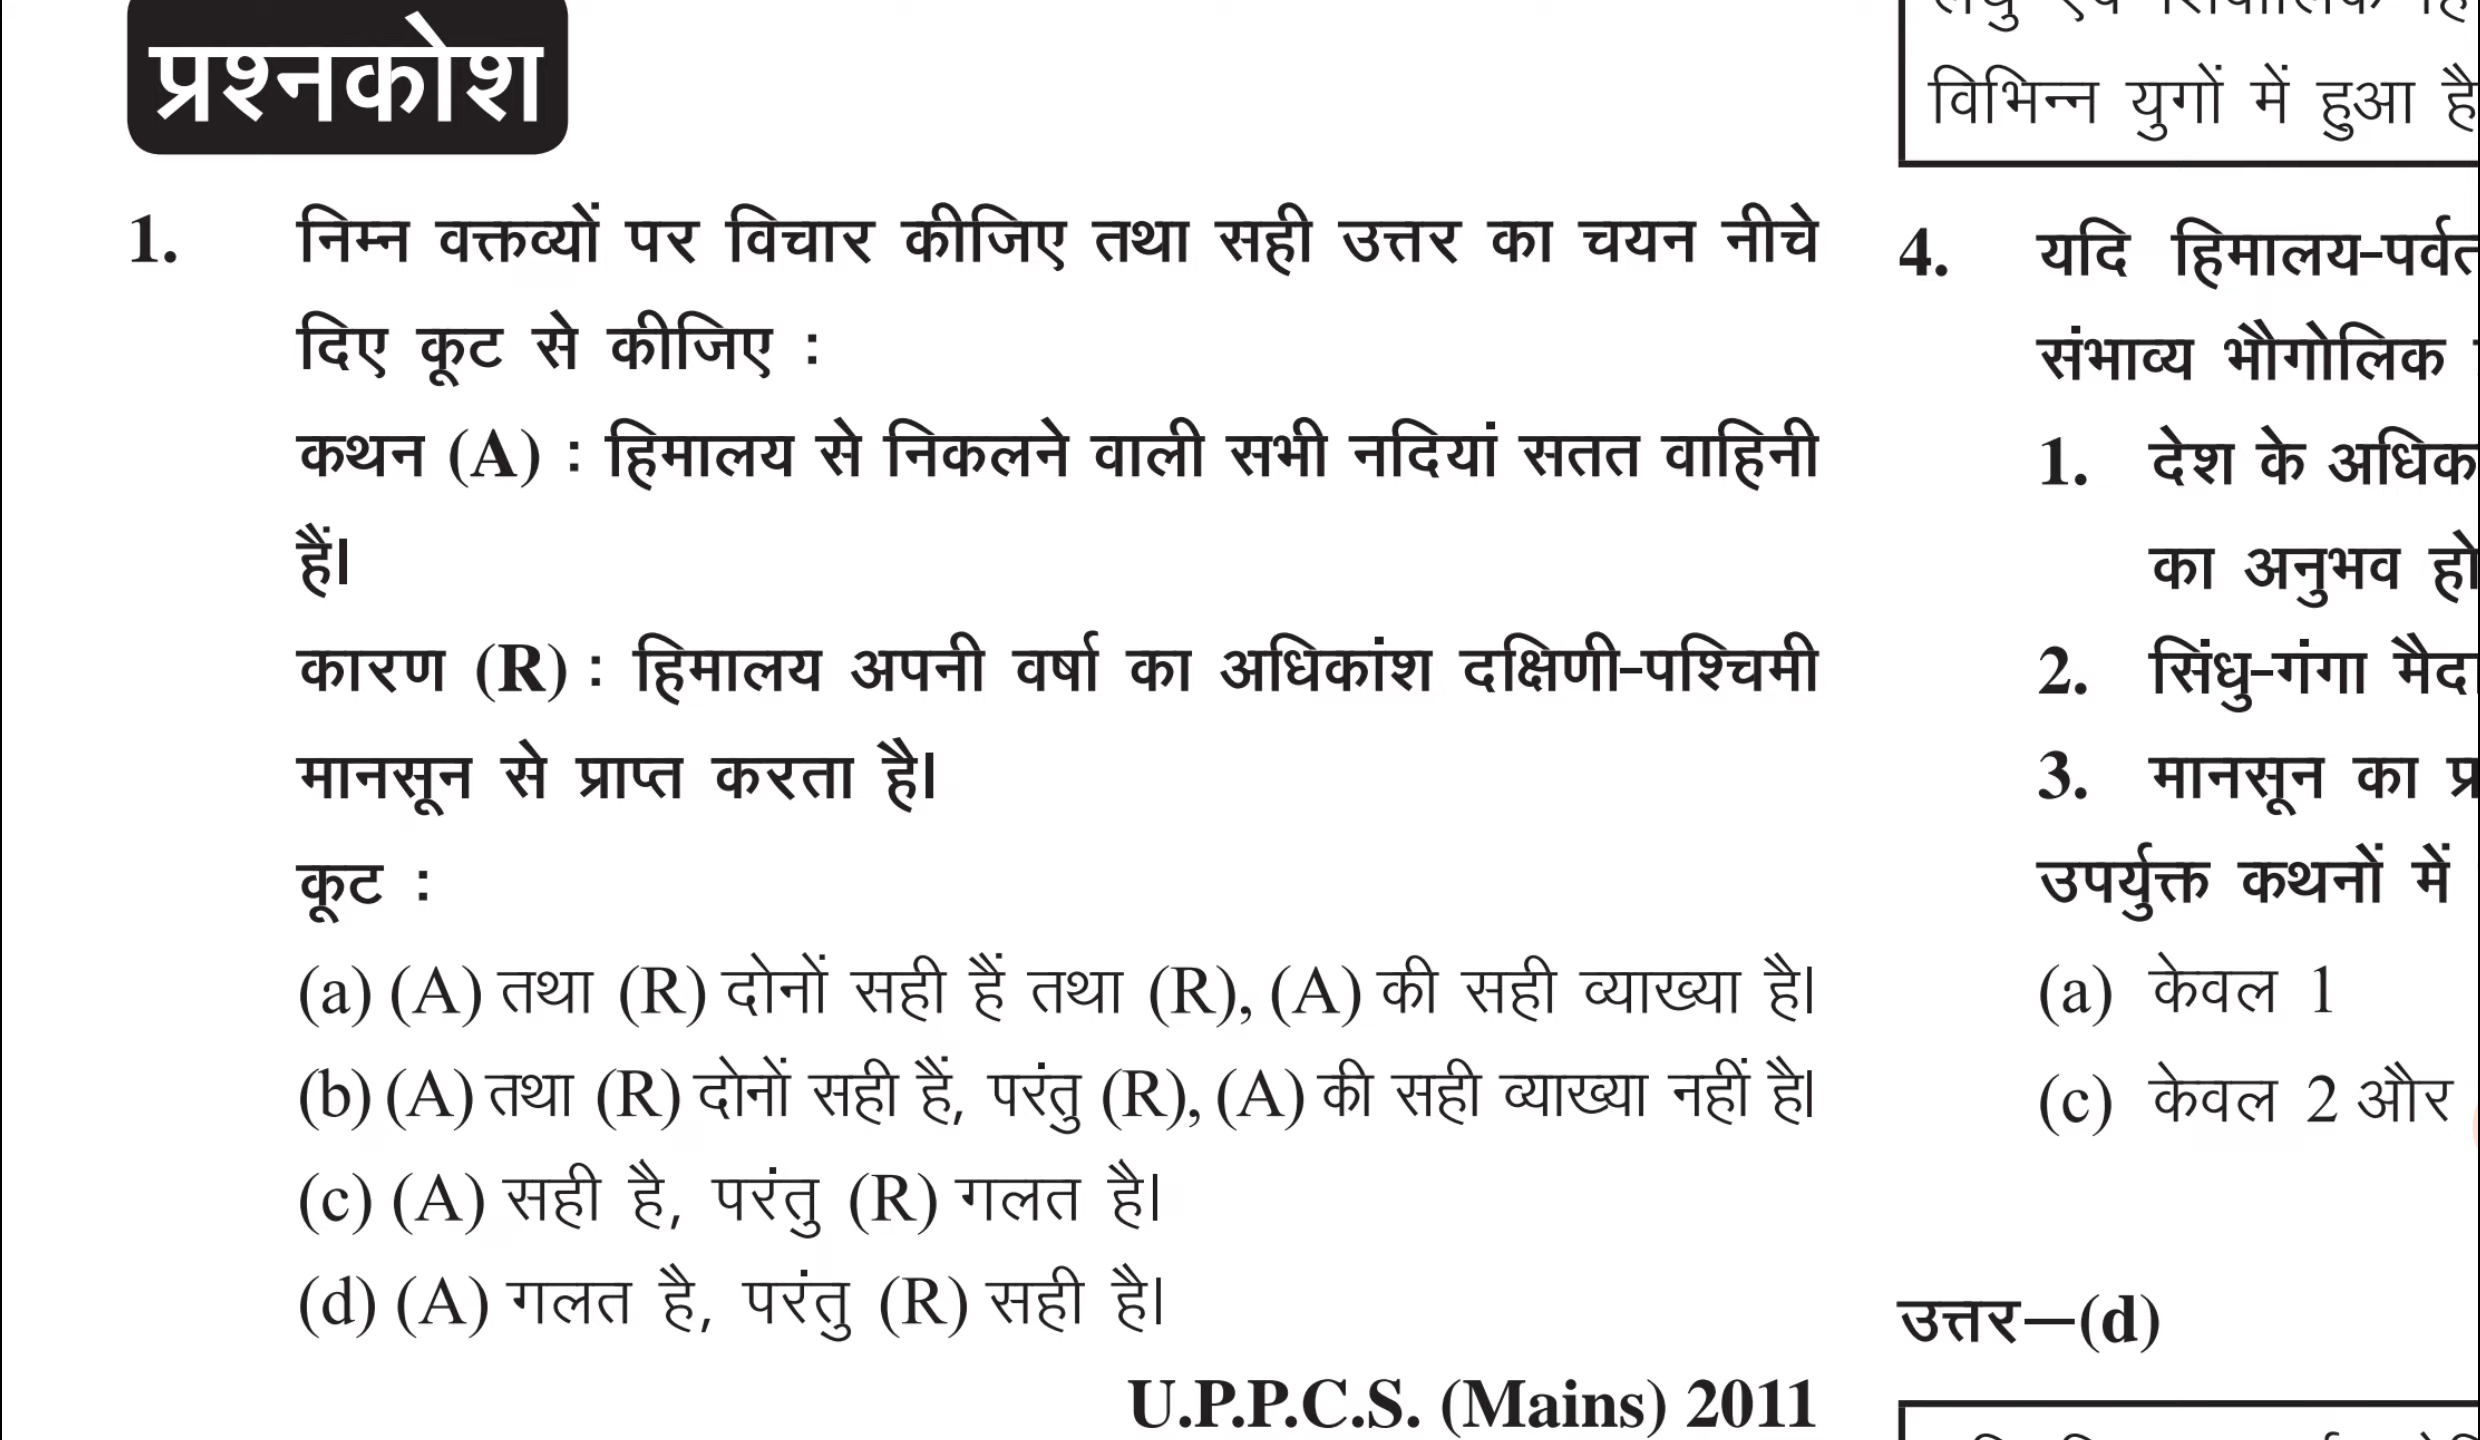 प्रश्नकोश
1. निम्न वक्तव्यों पर विचार कीजिए तथा सही उत्तर का चयन नीचे
दिए कूट से कीजिए :
कथन (A) : हिमालय से निकलने वाली सभी नदियां सतत वाहिनी
हैं।
कारण (R) : हिमालय अपनी वर्षा का अधिकांश दक्षिणी-पश्चिमी
मानसून से प्राप्त करता है।
कूट :
(a) (A) तथा (R) दोनों सही हैं तथा (R), (A) की सही व्याख्या है।
(b) (A) तथा (R) दोनों सही हैं, परंतु (R), (A) की सही व्याख्या नहीं है।
(c) (A) सही है, परंतु (R) गलत है।
(d) (A) गलत है, परंतु (R) सही है।
U.P.P.C.S. (Mains) 2011
विभिन्न युगों में हुआ है
4. यदि हिमालय-पर्वत
संभाव्य भौगोलिक
1. देश के
का अनुभव हो
2. सिंधु-गंगा
3. मानसून का
उपर्युक्त कथनों में
(a) केवल 1
(c) केवल 2 और
उत्तर—(d)